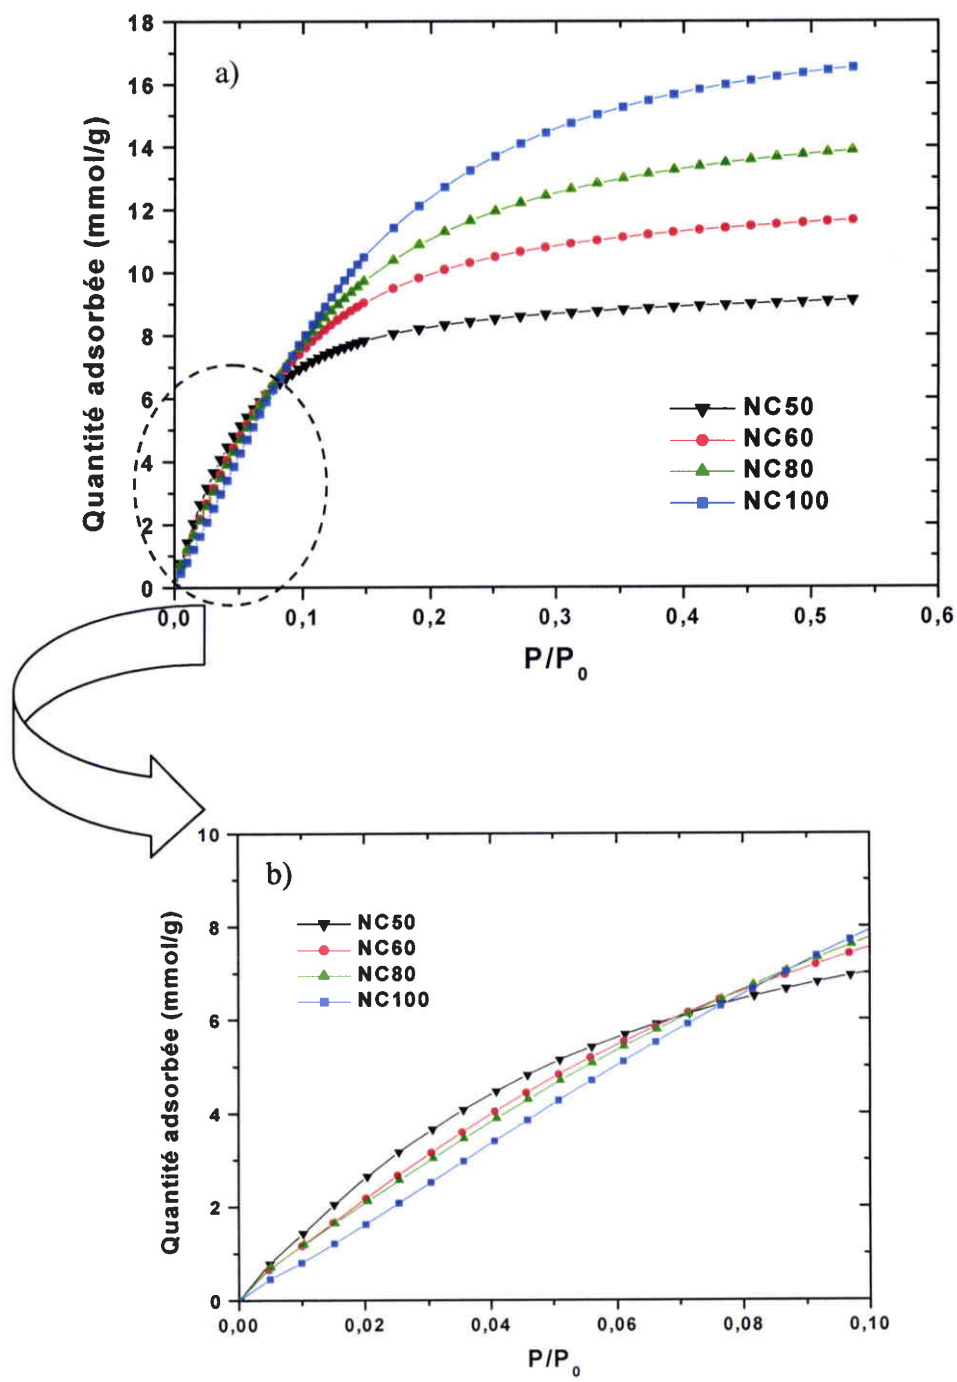 18
16
14
12
10
8
6
4
2
0
Quantité adsorbée (mmol/g)
a)
NC50
NC60
NC80
NC100
0,0 0,1 0,2 0,3 0,4 0,5 0,6
P/P0
10
8
6
4
2
0
Quantité adsorbée (mmol/g)
b)
NC50
NC60
NC80
NC100
0,00 0,02 0,04 0,06 0,08 0,10
P/P0